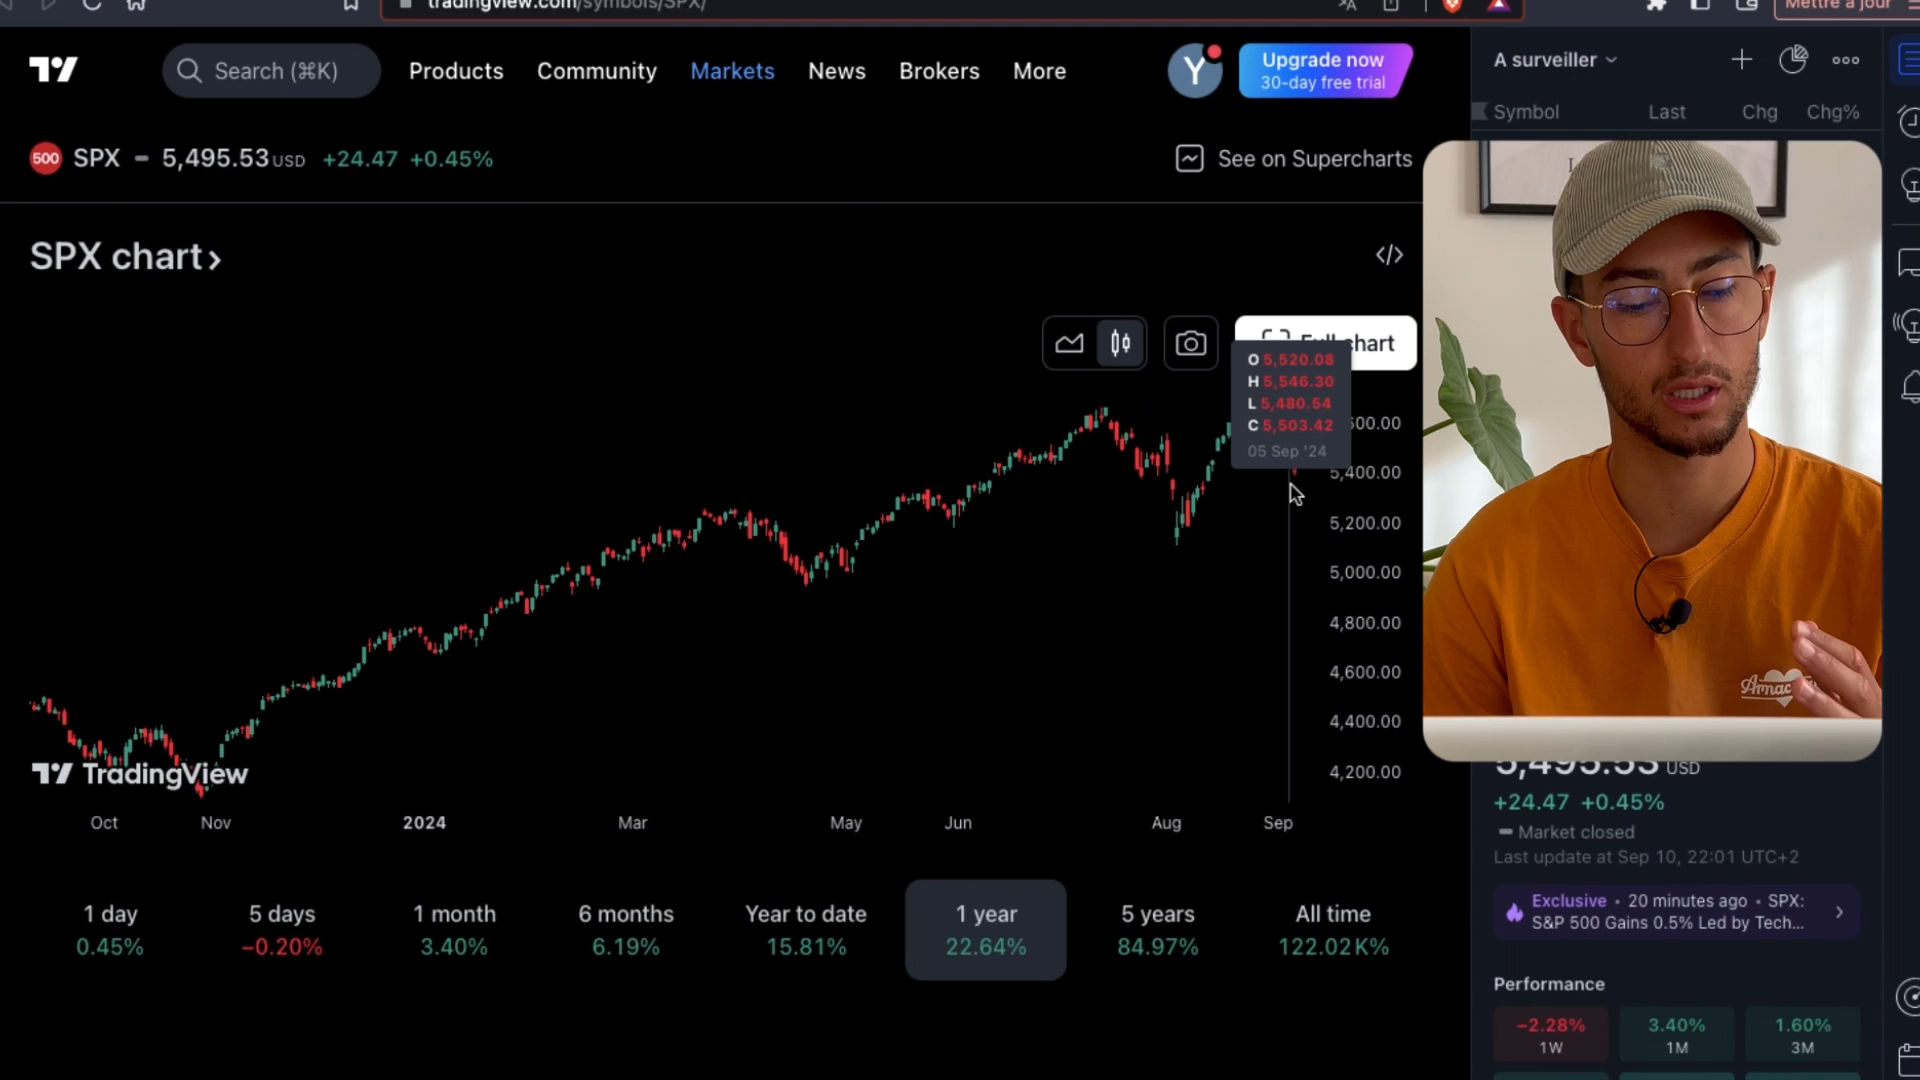 tradingview.com/symbols/SPX/
Mettre à jour
Search (⌘K)
Products
Community
Markets
News
Brokers
More
Y
Upgrade now
30-day free trial
A surveiller
Symbol
Last
Chg
Chg%
500
SPX
5,495.53 USD
+24.47 +0.45%
See on Supercharts
SPX chart
Full chart
O 5,520.08
H 5,546.30
L 5,480.54
C 5,503.42
05 Sep '24
5,400.00
5,200.00
5,000.00
4,800.00
4,600.00
4,400.00
4,200.00
TradingView
Oct
Nov
2024
Mar
May
Jun
Aug
Sep
1 day
0.45%
5 days
−0.20%
1 month
3.40%
6 months
6.19%
Year to date
15.81%
1 year
22.64%
5 years
84.97%
All time
122.02K%
5,495.53 USD
+24.47 +0.45%
Market closed
Last update at Sep 10, 22:01 UTC+2
Exclusive • 20 minutes ago • SPX:
S&P 500 Gains 0.5% Led by Tech...
Performance
−2.28%
1W
3.40%
1M
1.60%
3M